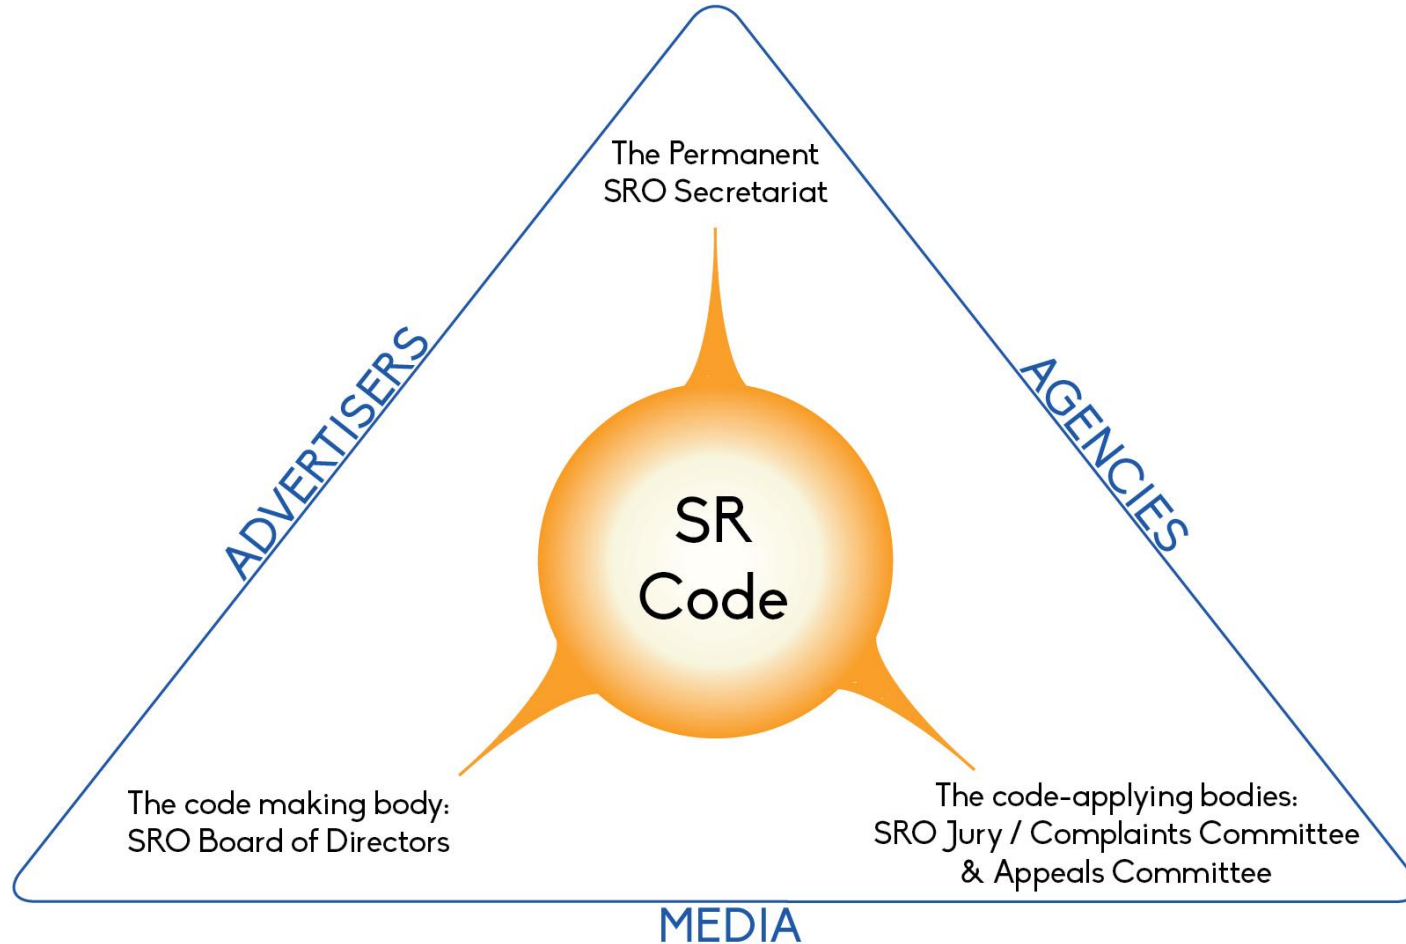 The Permanent
SRO Secretariat
ADVERTISERS
AGENCIES
SR
Code
The code making body:
SRO Board of Directors
The code-applying bodies:
SRO Jury / Complaints Committee
& Appeals Committee
MEDIA